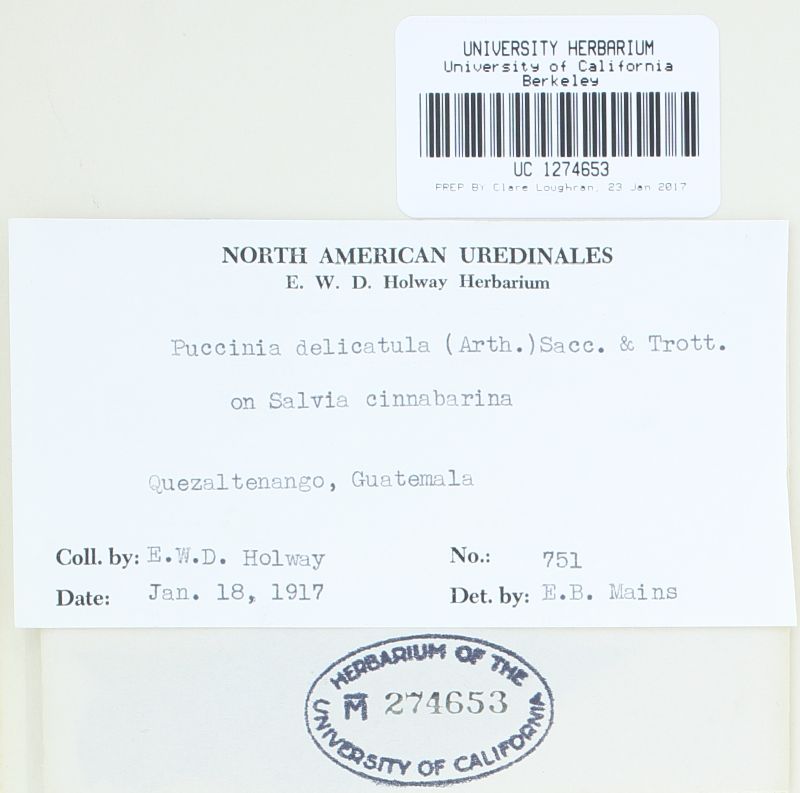 UNIVERSITY HERBARIUM
University of California
Berkeley
UC 1274653
PREP BY Clare Loughran, 23 Jan 2017
NORTH AMERICAN UREDINALES
E. W. D. Holway Herbarium
Puccinia delicatula (Arth.)Sacc. & Trott.
on Salvia cinnabarina
Quezaltenango, Guatemala
Coll. by: E.W.D. Holway No.: 751
Date: Jan. 18, 1917 Det. by: E.B. Mains
HERBARIUM OF THE
M 274653
UNIVERSITY OF CALIFORNIA